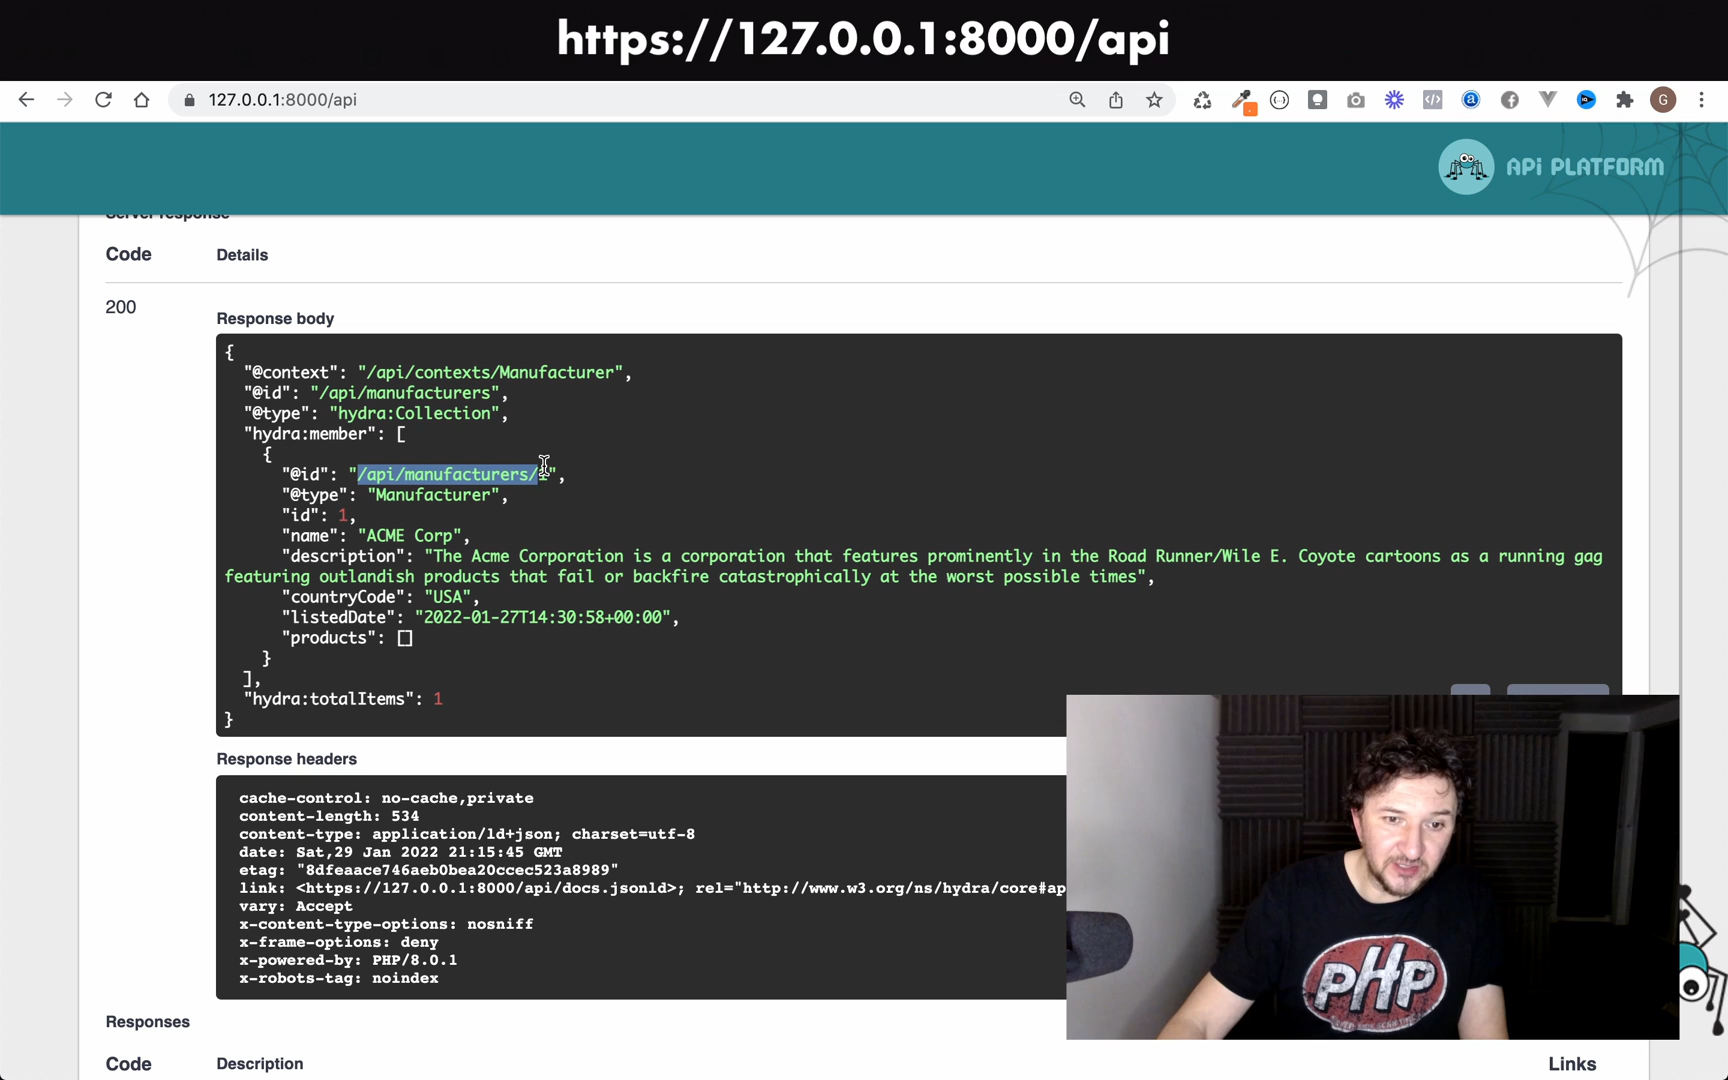 https://127.0.0.1:8000/api
127.0.0.1:8000/api
G
API PLATFORM
Server response
Code Details
200
Response body
{
"@context": "/api/contexts/Manufacturer",
"@id": "/api/manufacturers",
"@type": "hydra:Collection",
"hydra:member": [
{
"@id": "/api/manufacturers/1",
"@type": "Manufacturer",
"id": 1,
"name": "ACME Corp",
"description": "The Acme Corporation is a corporation that features prominently in the Road Runner/Wile E. Coyote cartoons as a running gag
featuring outlandish products that fail or backfire catastrophically at the worst possible times",
"countryCode": "USA",
"listedDate": "2022-01-27T14:30:58+00:00",
"products": []
}
],
"hydra:totalItems": 1
}
Response headers
cache-control: no-cache,private
content-length: 534
content-type: application/ld+json; charset=utf-8
date: Sat,29 Jan 2022 21:15:45 GMT
etag: "8dfeaace746aeb0bea20ccec523a8989"
link: <https://127.0.0.1:8000/api/docs.jsonld>; rel="http://www.w3.org/ns/hydra/core#ap
vary: Accept
x-content-type-options: nosniff
x-frame-options: deny
x-powered-by: PHP/8.0.1
x-robots-tag: noindex
PHP
Responses
Code Description Links